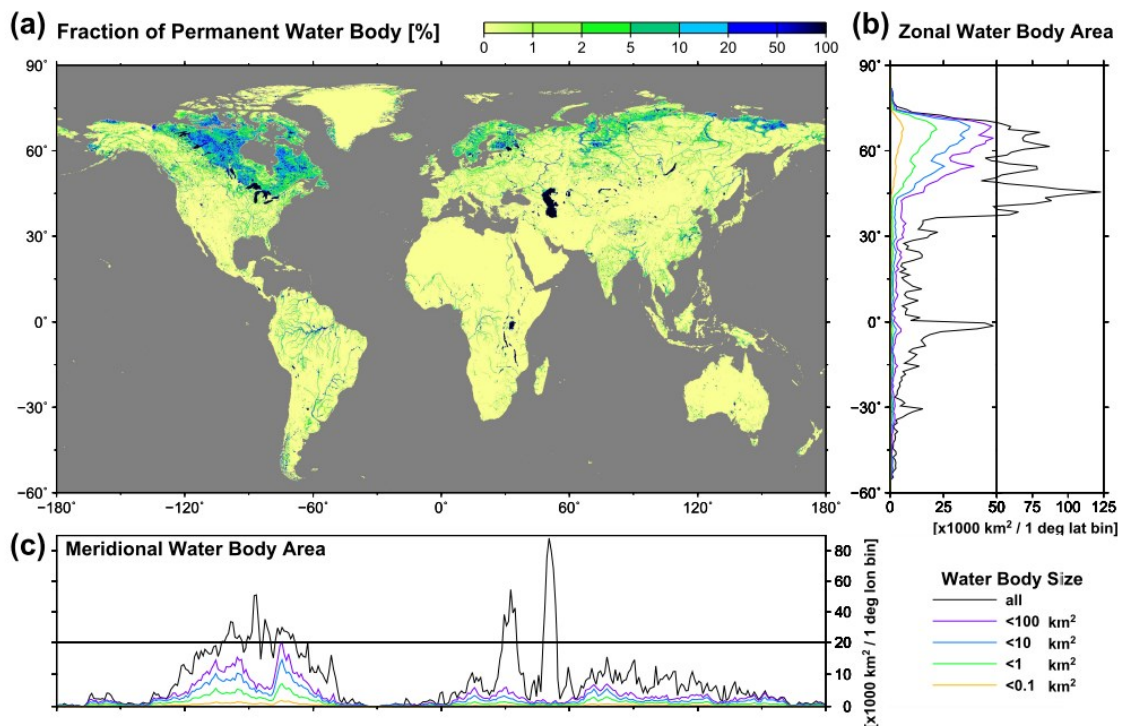 (a) Fraction of Permanent Water Body [%]
0 1 2 5 10 20 50 100
(b) Zonal Water Body Area
90°
60°
30°
0°
−30°
−60°
−180° −120° −60° 0° 60° 120° 180°
90°
60°
30°
0°
−30°
−60°
0 25 50 75 100 125
[x1000 km² / 1 deg lat bin]
(c) Meridional Water Body Area
80
60
40
20
10
0
[x1000 km² / 1 deg lon bin]
Water Body Size
all
<100 km²
<10 km²
<1 km²
<0.1 km²